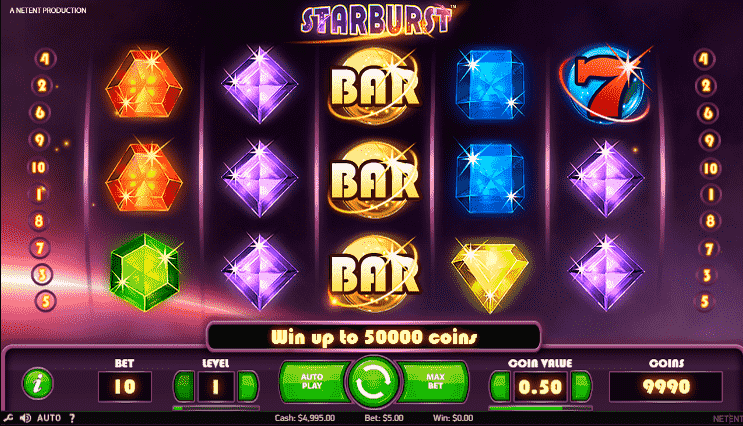 A NETENT PRODUCTION
STARBURST™
4 4
2 2
6 6
9 9
10 10
1 1
8 8
7 7
3 3
5 5
BAR 7
BAR
BAR
Win up to 50000 coins
BET LEVEL COIN VALUE COINS
i 10 1 AUTO PLAY MAX BET 0.50 9990
AUTO ? Cash: $4,995.00 Bet: $5.00 Win: $0.00 NETENT